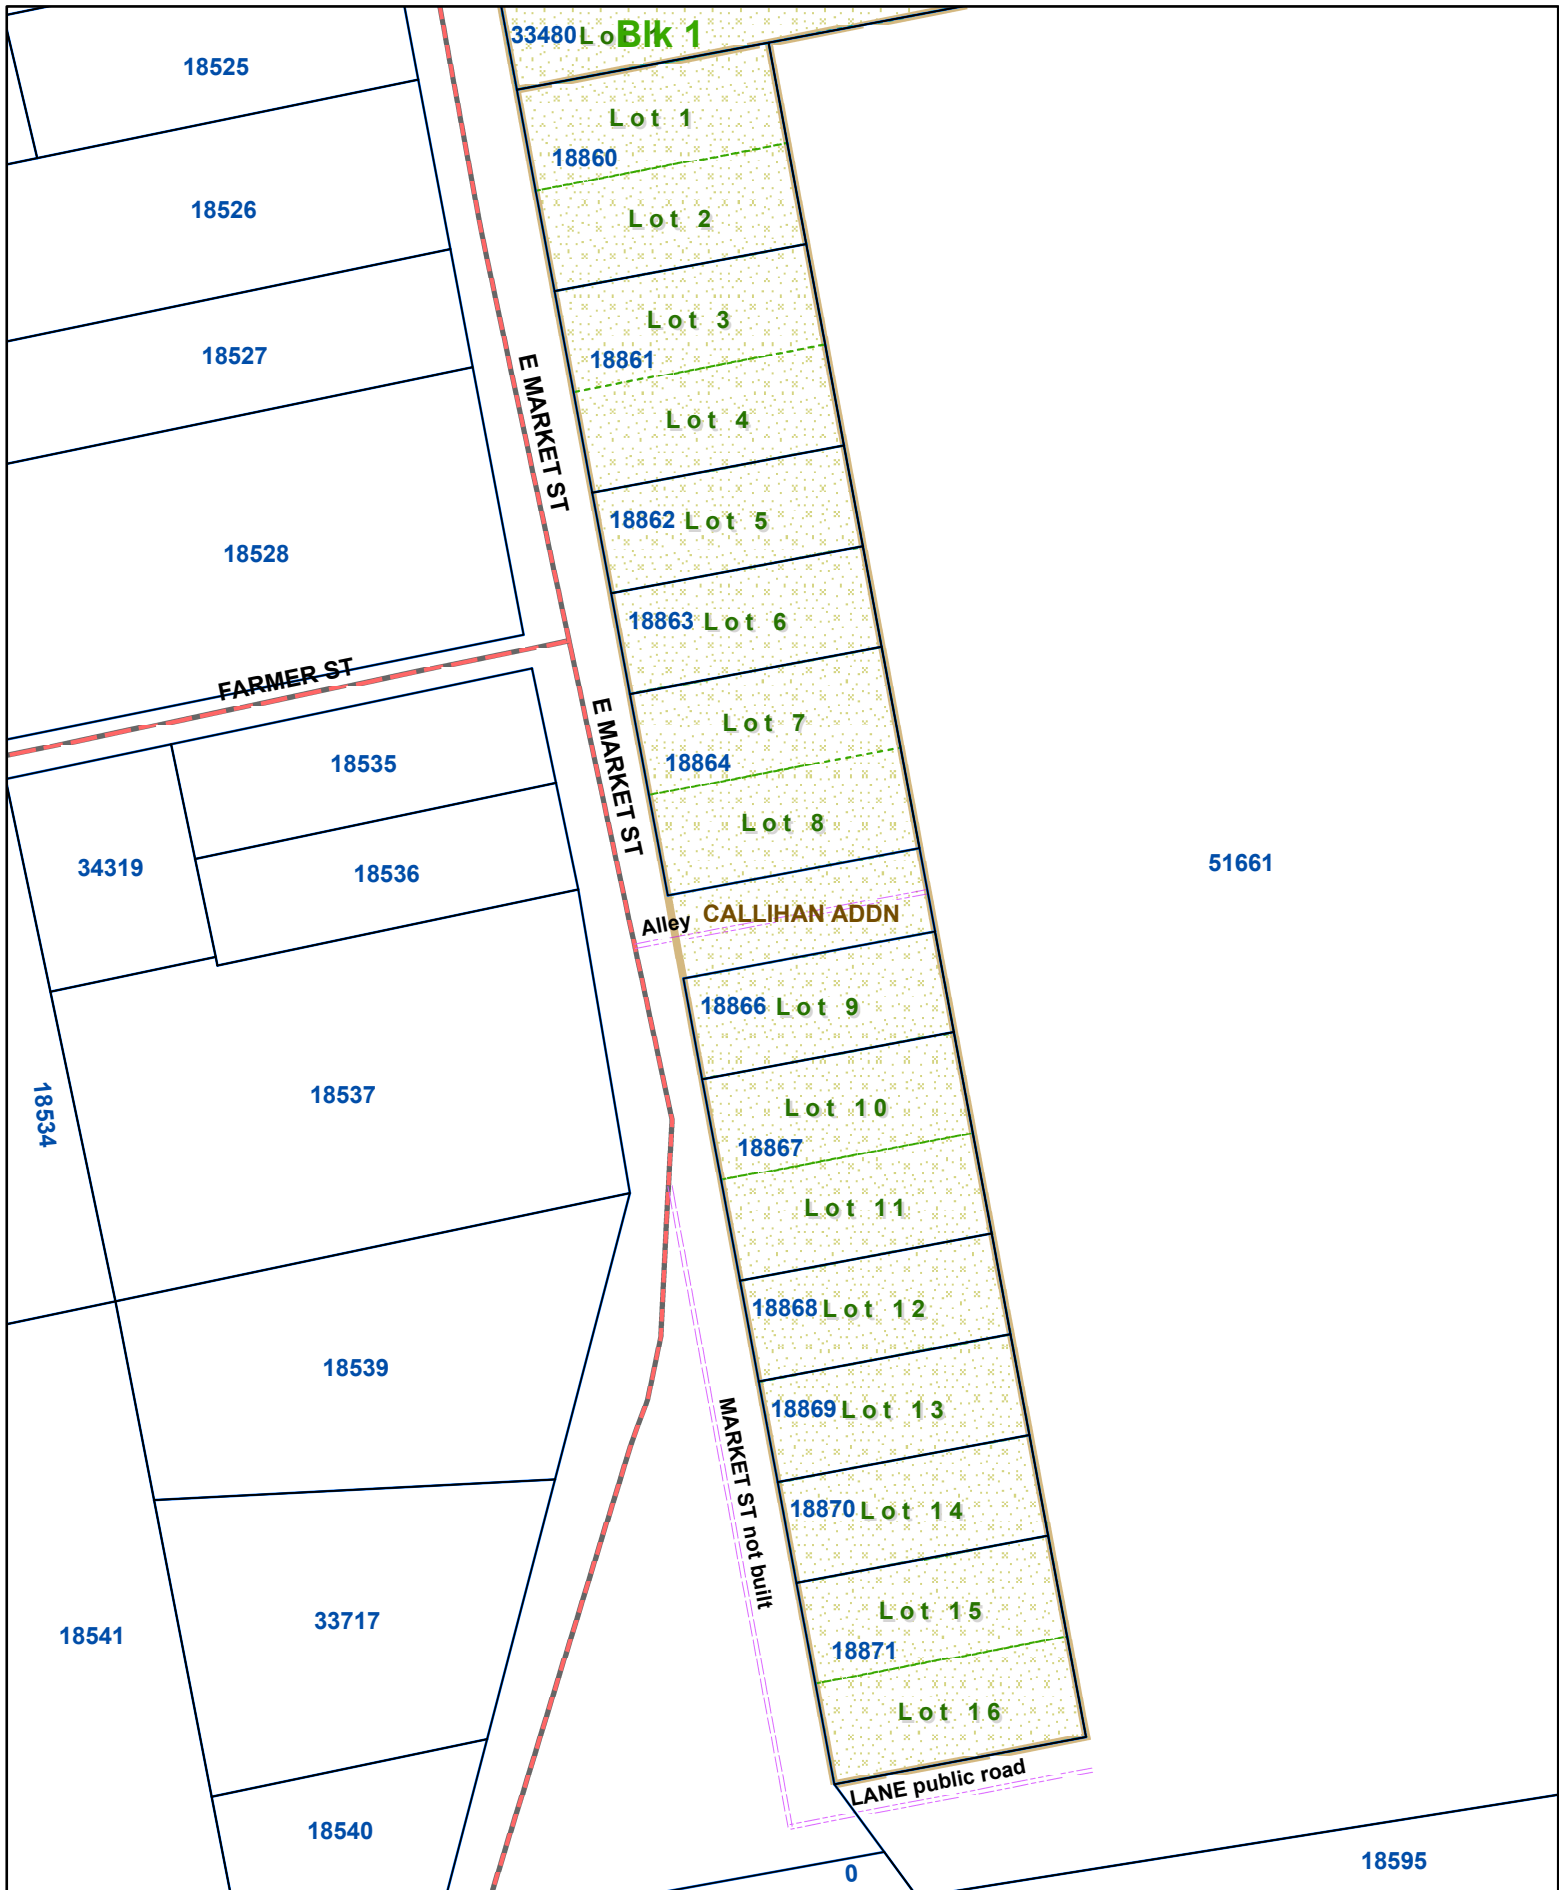 33480 Lot
Blk 1
18525
Lot 1
18860
18526
Lot 2
Lot 3
18527
18861
E MARKET ST
Lot 4
18862 Lot 5
18528
18863 Lot 6
FARMER ST
Lot 7
E MARKET ST
18535
18864
Lot 8
34319
18536
51661
Alley
CALLIHAN ADDN
18866 Lot 9
18534
18537
Lot 10
18867
Lot 11
18868 Lot 12
18539
18869 Lot 13
MARKET ST not built
18870 Lot 14
33717
18541
Lot 15
18871
Lot 16
LANE public road
18540
0
18595